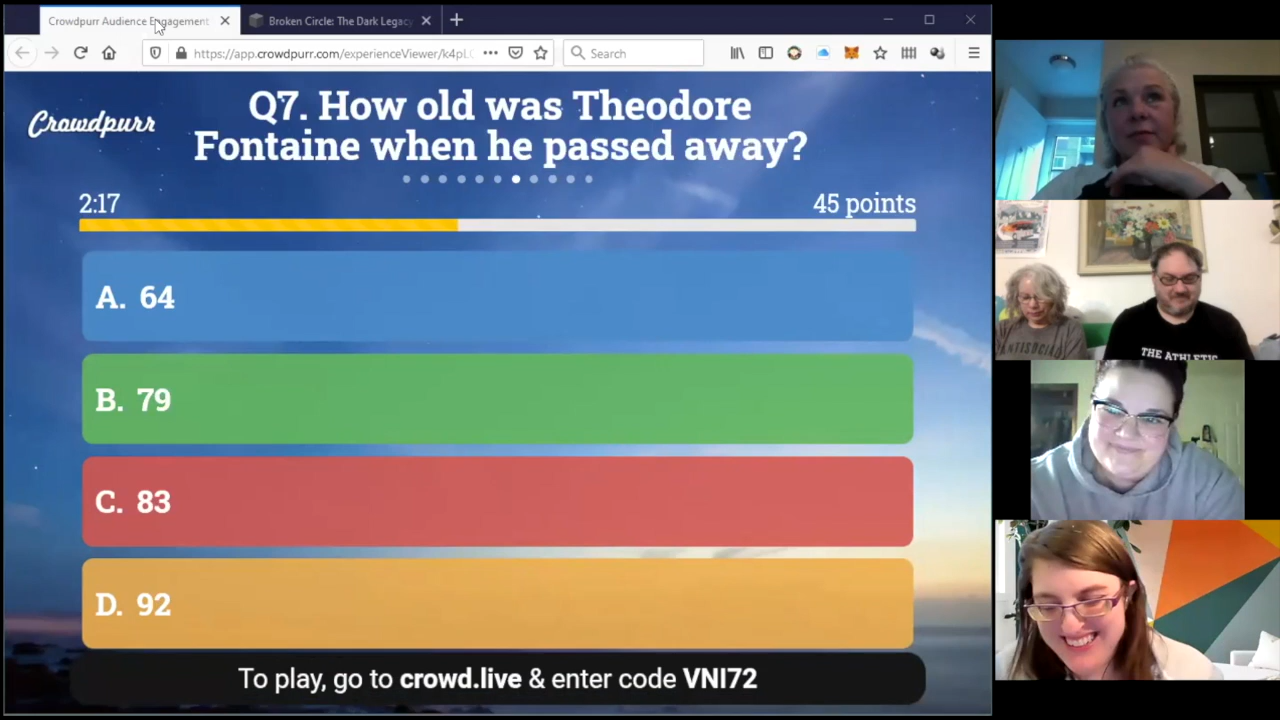 Crowdpurr Audience Engagement
Broken Circle: The Dark Legacy
https://app.crowdpurr.com/experienceViewer/k4pl.
Search
Crowdpurr
Q7. How old was Theodore
Fontaine when he passed away?
2:17
45 points
A. 64
B. 79
C. 83
D. 92
To play, go to crowd.live & enter code VNI72
ANTISOCIAL
THE ATHLETIC